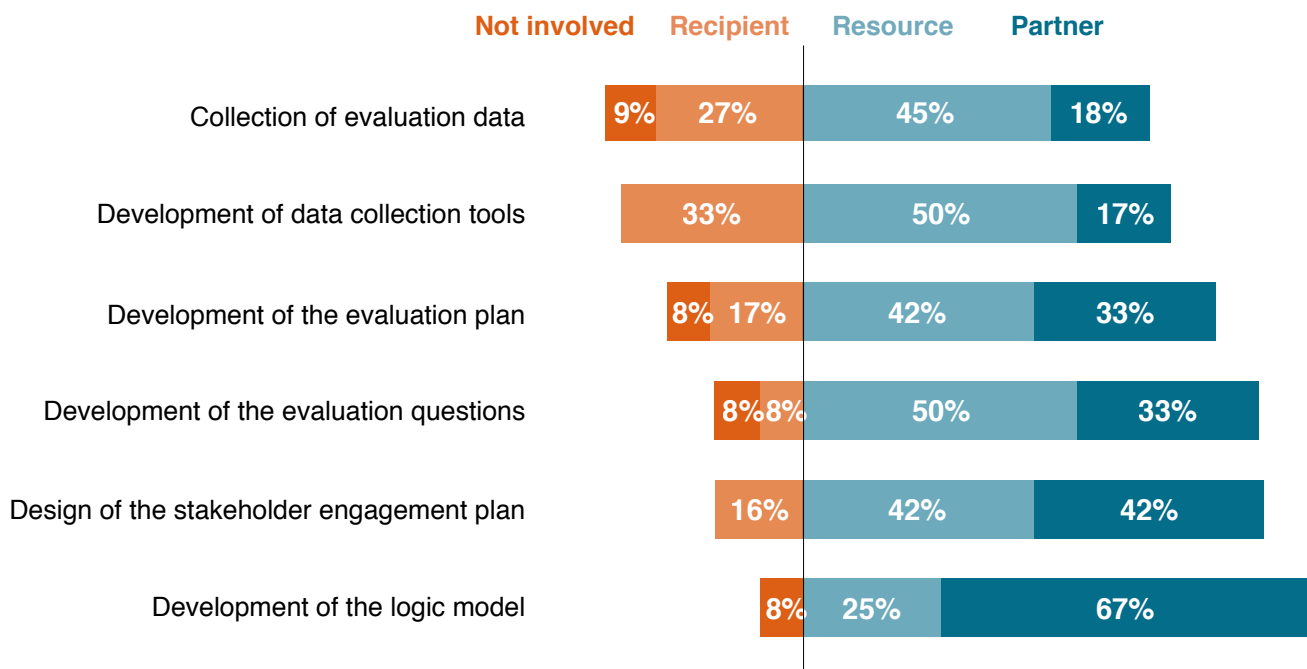 Not involved Recipient Resource Partner
Collection of evaluation data 9% 27% 45% 18%
Development of data collection tools 33% 50% 17%
Development of the evaluation plan 8% 17% 42% 33%
Development of the evaluation questions 8% 8% 50% 33%
Design of the stakeholder engagement plan 16% 42% 42%
Development of the logic model 8% 25% 67%